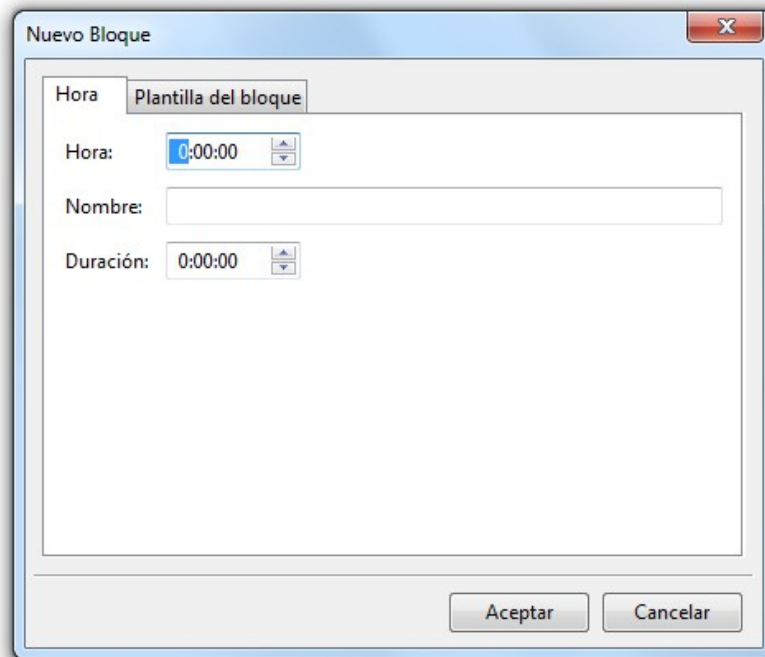 Nuevo Bloque
Hora
Plantilla del bloque
Hora: 0:00:00
Nombre:
Duración: 0:00:00
Aceptar
Cancelar